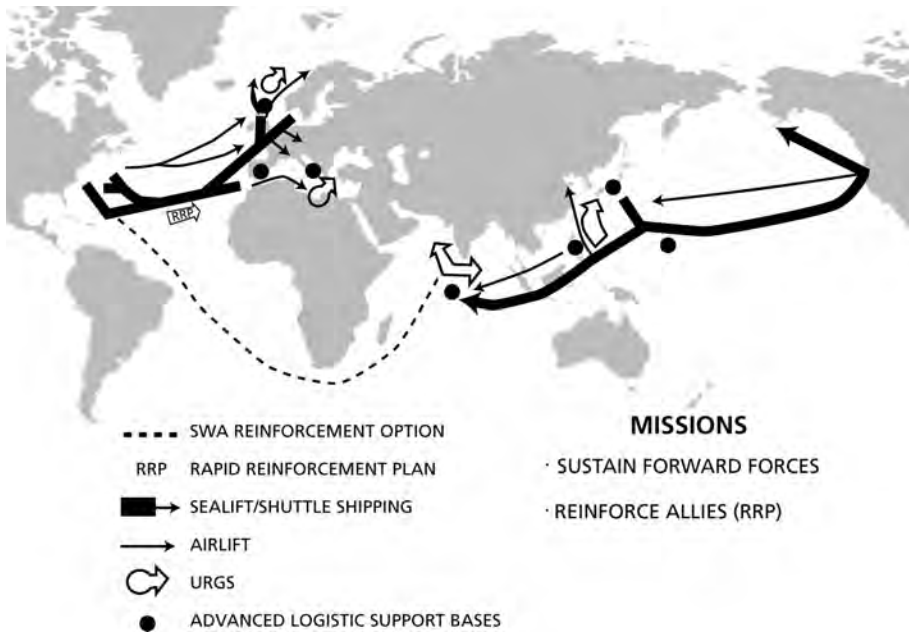 RRP
SWA REINFORCEMENT OPTION
RRP RAPID REINFORCEMENT PLAN
SEALIFT/SHUTTLE SHIPPING
AIRLIFT
URGS
ADVANCED LOGISTIC SUPPORT BASES
MISSIONS
· SUSTAIN FORWARD FORCES
· REINFORCE ALLIES (RRP)